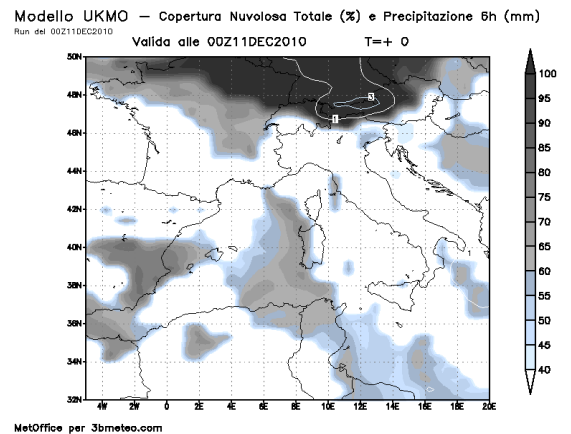 Modello UKMO — Copertura Nuvolosa Totale (%) e Precipitazione 6h (mm)
Run del 00Z11DEC2010
Valida alle 00Z11DEC2010 T=+ 0
50N
48N
46N
44N
42N
40N
38N
36N
34N
32N
4W 2W 0 2E 4E 6E 8E 10E 12E 14E 16E 18E 20E
3
1
100
95
90
85
80
75
70
65
60
55
50
45
40
MetOffice per 3bmeteo.com